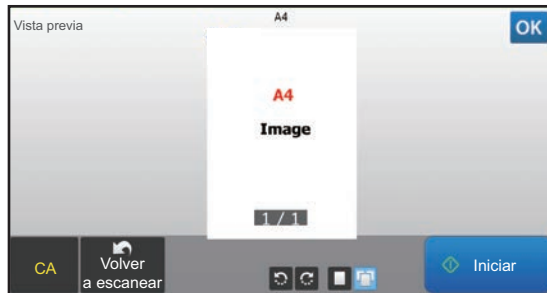 A4
Vista previa
OK
A4
Image
1 / 1
CA
Volver
a escanear
Iniciar